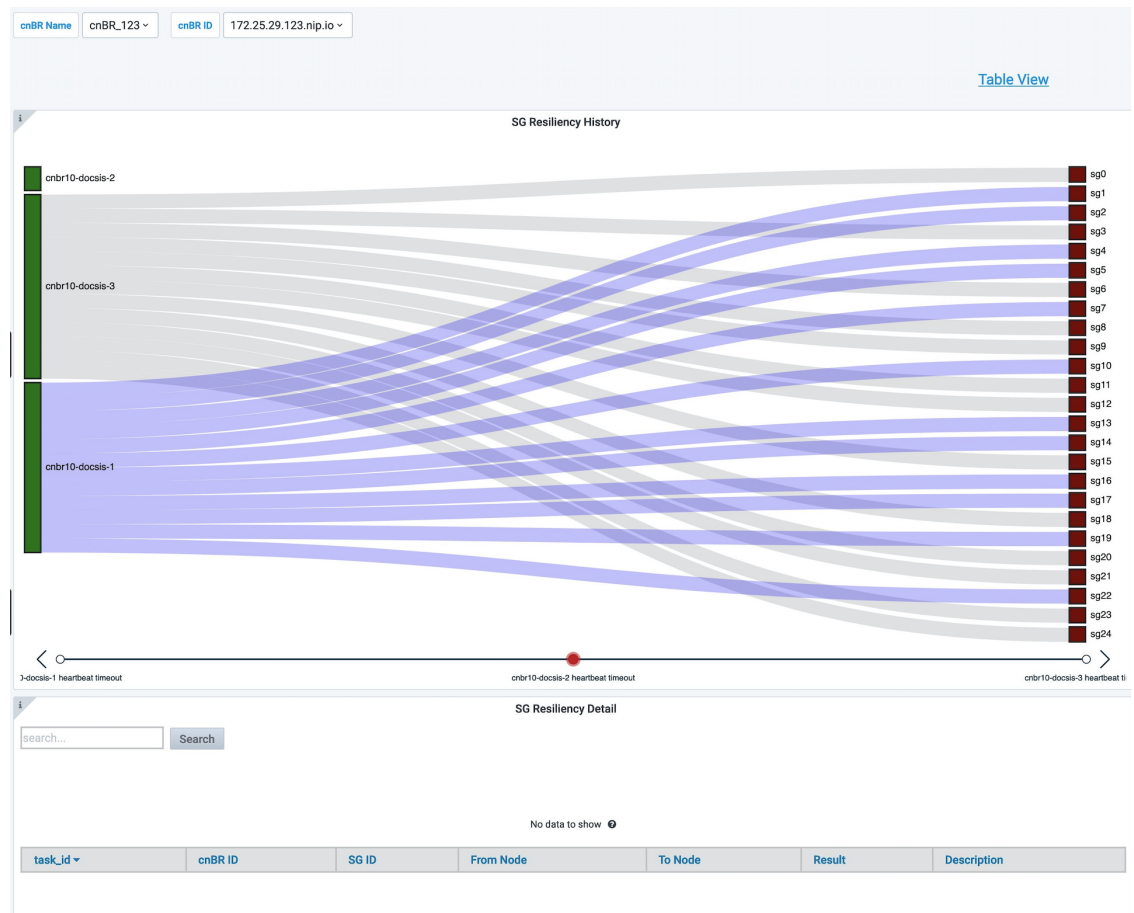 cnBR Name cnBR_123 cnBR ID 172.25.29.123.nip.io
Table View
i
SG Resiliency History
cnbr10-docsis-2
cnbr10-docsis-3
cnbr10-docsis-1
sg0
sg1
sg2
sg3
sg4
sg5
sg6
sg7
sg8
sg9
sg10
sg11
sg12
sg13
sg14
sg15
sg16
sg17
sg18
sg19
sg20
sg21
sg22
sg23
sg24
0-docsis-1 heartbeat timeout cnbr10-docsis-2 heartbeat timeout cnbr10-docsis-3 heartbeat ti
i
SG Resiliency Detail
search... Search
No data to show ?
task_id cnBR ID SG ID From Node To Node Result Description